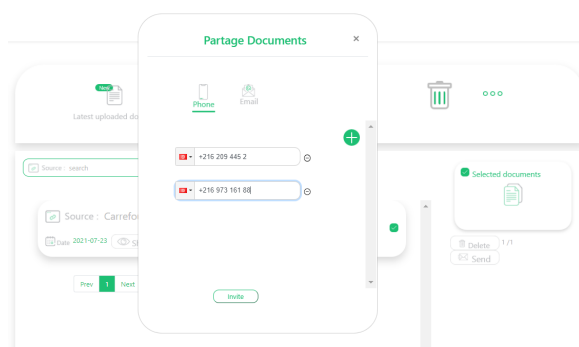 Partage Documents
×
New
Latest uploaded do
Phone
Email
Source : search
+216 209 445 2
+216 973 161 88
Selected documents
Source : Carrefou
Date 2021-07-23
Delete
1 /1
Send
Prev 1 Next
Invite